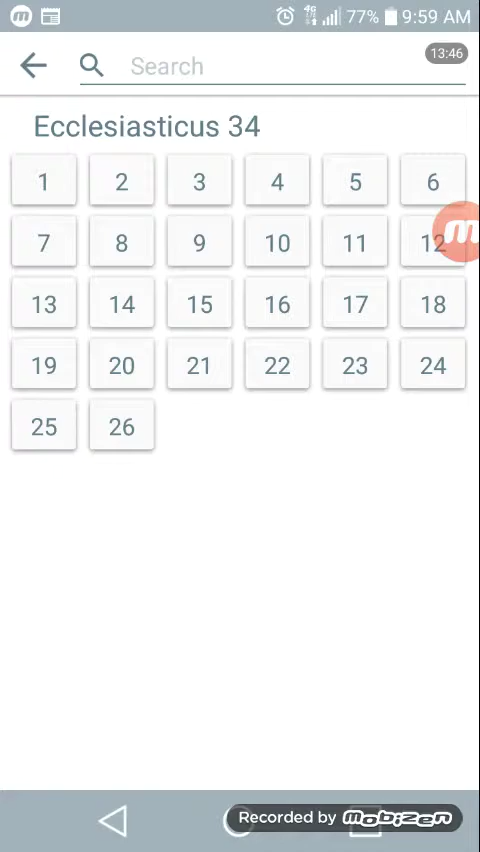 77% 9:59 AM
Search
13:46
Ecclesiasticus 34
1 2 3 4 5 6
7 8 9 10 11 12
13 14 15 16 17 18
19 20 21 22 23 24
25 26
Recorded by mobizen